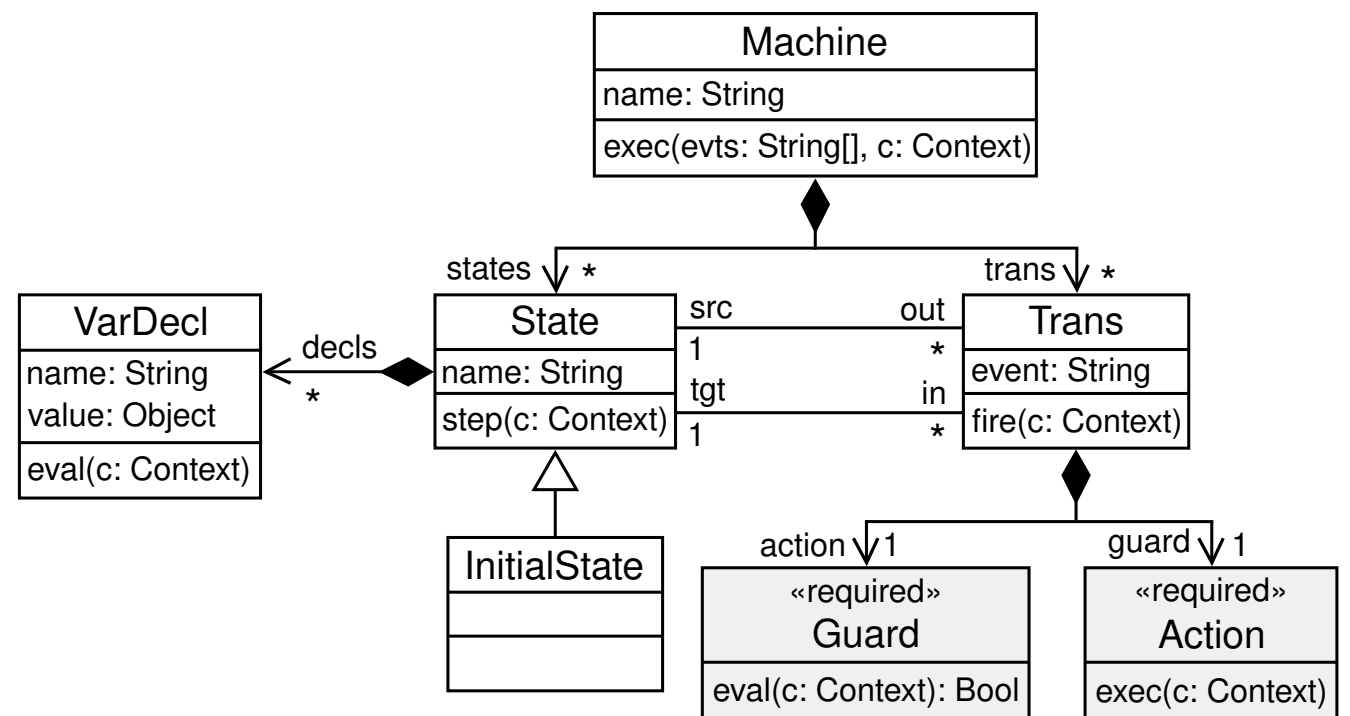 Machine
name: String
exec(evts: String[], c: Context)
states * trans *
VarDecl
name: String
value: Object
eval(c: Context)
decls
*
State
name: String
step(c: Context)
src out
1 *
tgt in
1 *
Trans
event: String
fire(c: Context)
InitialState
action 1 guard 1
«required»
Guard
eval(c: Context): Bool
«required»
Action
exec(c: Context)